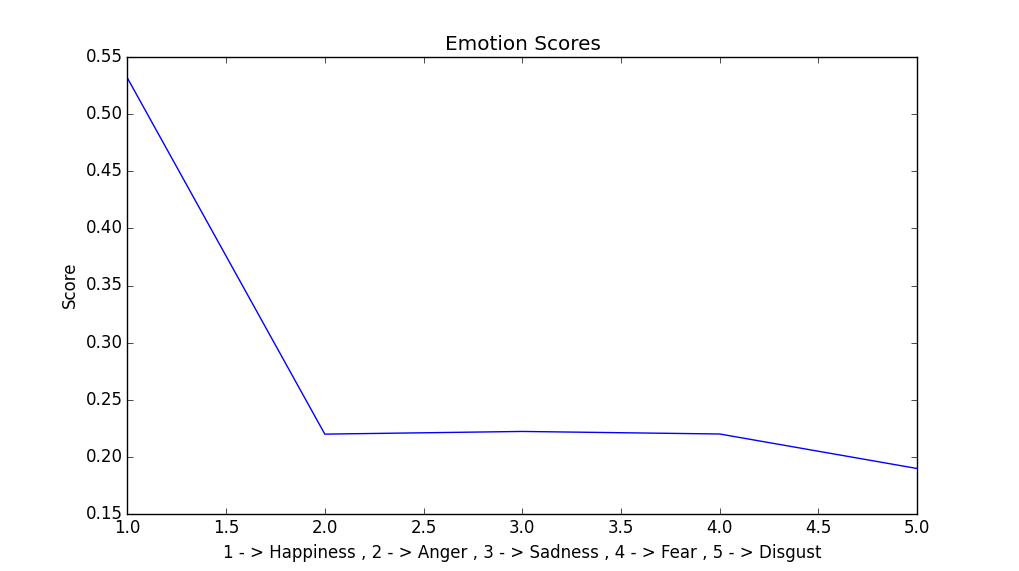 Emotion Scores
0.55
0.50
0.45
0.40
0.35
0.30
0.25
0.20
0.15
Score
1.0 1.5 2.0 2.5 3.0 3.5 4.0 4.5 5.0
1 - > Happiness , 2 - > Anger , 3 - > Sadness , 4 - > Fear , 5 - > Disgust